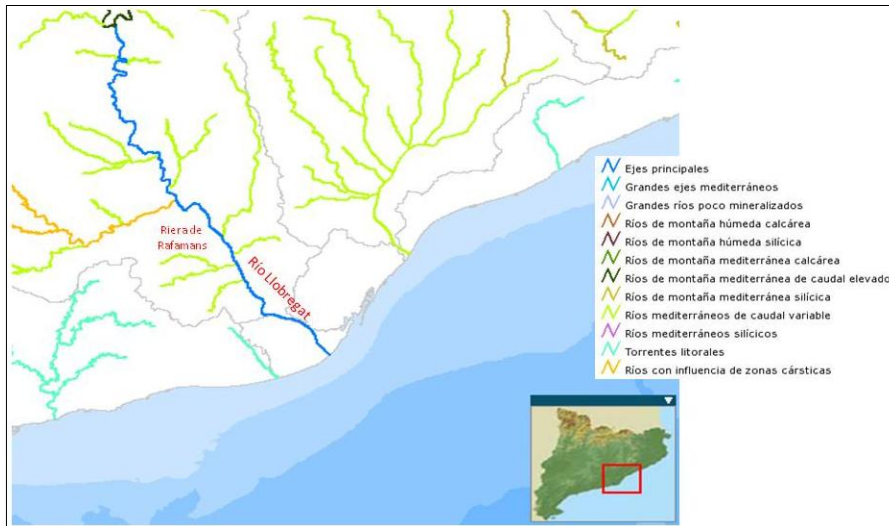 Riera de
Rafamans
Río Llobregat
Ejes principales
Grandes ejes mediterráneos
Grandes ríos poco mineralizados
Ríos de montaña húmeda calcárea
Ríos de montaña húmeda silícica
Ríos de montaña mediterránea calcárea
Ríos de montaña mediterránea de caudal elevado
Ríos de montaña mediterránea silícica
Ríos mediterráneos de caudal variable
Ríos mediterráneos silícicos
Torrentes litorales
Ríos con influencia de zonas cársticas